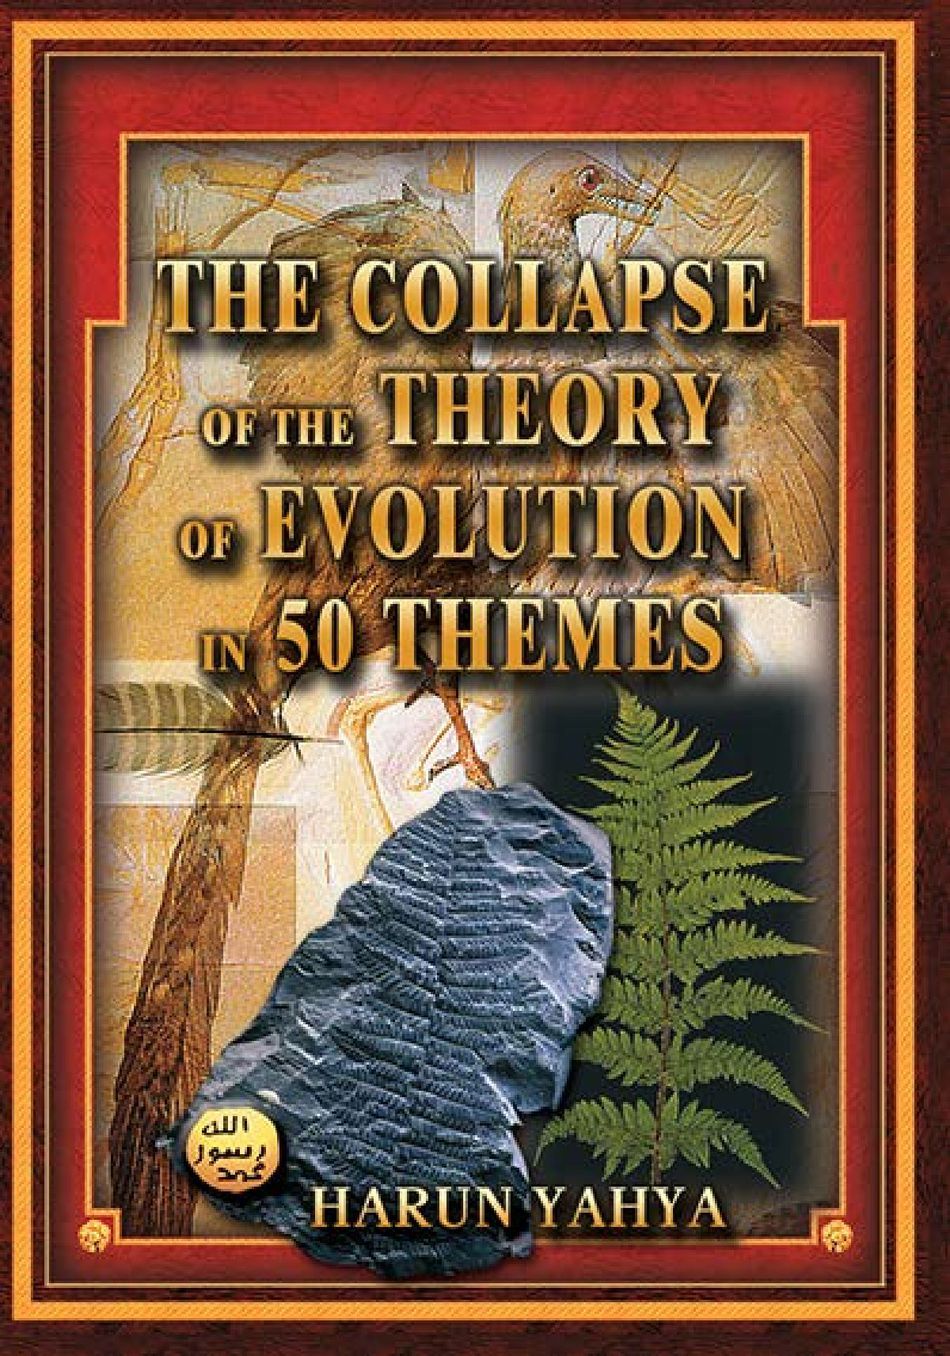 THE COLLAPSE
OF THE THEORY
OF EVOLUTION
IN 50 THEMES
الله
رسول
محمد
HARUN YAHYA